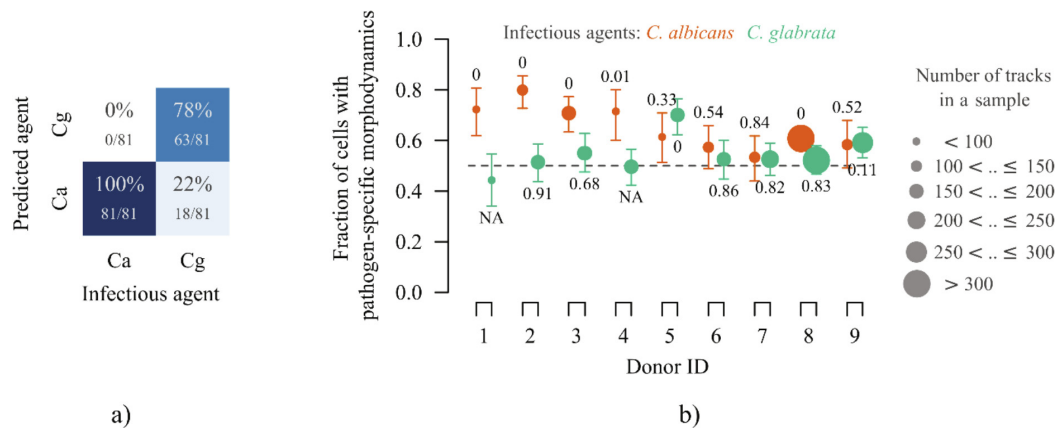 Predicted agent
Cg
Ca
0%
0/81
78%
63/81
100%
81/81
22%
18/81
Ca
Cg
Infectious agent
a)
Infectious agents: C. albicans C. glabrata
Fraction of cells with
pathogen-specific morphodynamics
1.0
0.8
0.6
0.4
0.2
0.0
0
NA
0
0.91
0
0.68
0.01
NA
0.33
0
0.54
0.86
0.84
0.82
0
0.83
0.52
0.11
1 2 3 4 5 6 7 8 9
Donor ID
b)
Number of tracks
in a sample
< 100
100 < .. ≤ 150
150 < .. ≤ 200
200 < .. ≤ 250
250 < .. ≤ 300
> 300